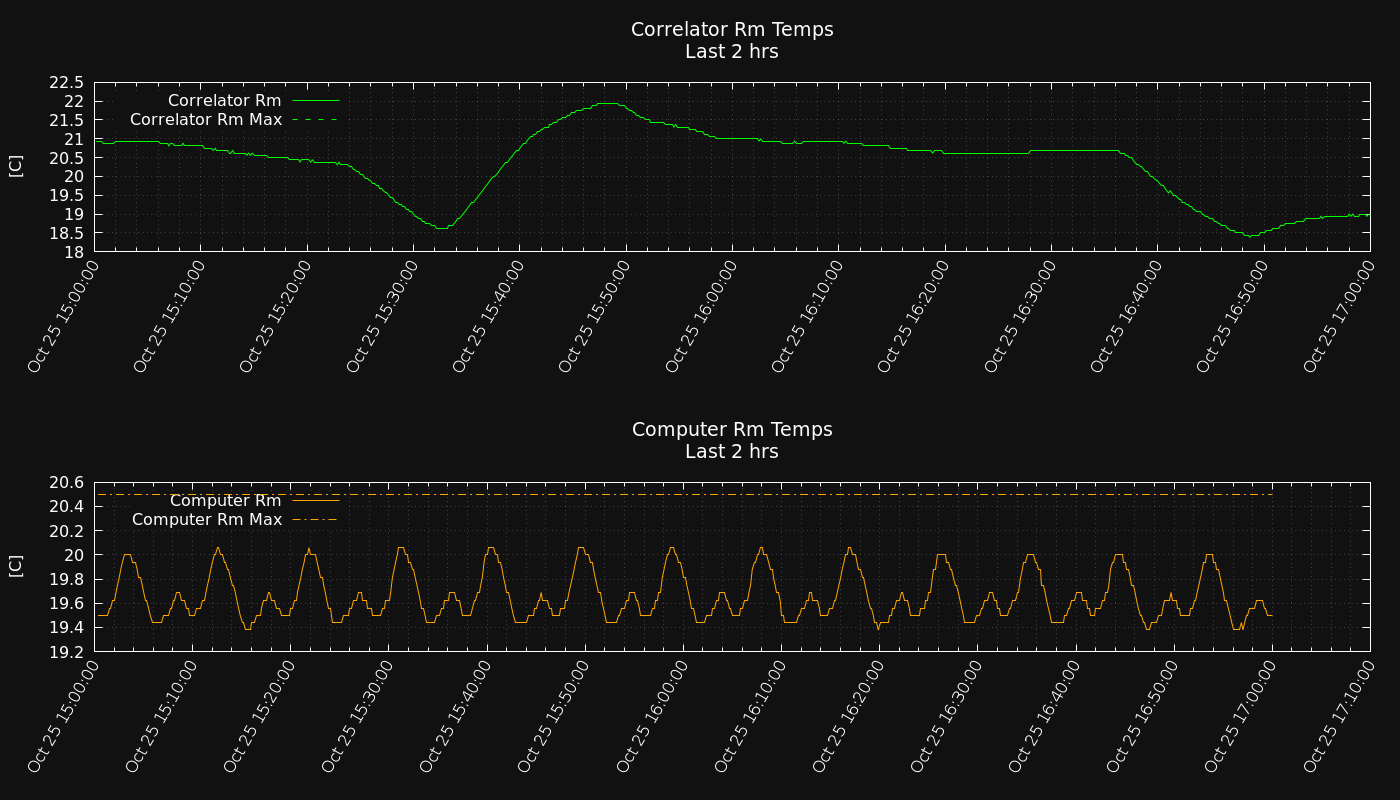 Correlator Rm Temps
Last 2 hrs
22.5
22
21.5
21
20.5
20
19.5
19
18.5
18
[C]
Correlator Rm
Correlator Rm Max
Oct 25 15:00:00
Oct 25 15:10:00
Oct 25 15:20:00
Oct 25 15:30:00
Oct 25 15:40:00
Oct 25 15:50:00
Oct 25 16:00:00
Oct 25 16:10:00
Oct 25 16:20:00
Oct 25 16:30:00
Oct 25 16:40:00
Oct 25 16:50:00
Oct 25 17:00:00
Computer Rm Temps
Last 2 hrs
20.6
20.4
20.2
20
19.8
19.6
19.4
19.2
[C]
Computer Rm
Computer Rm Max
Oct 25 15:00:00
Oct 25 15:10:00
Oct 25 15:20:00
Oct 25 15:30:00
Oct 25 15:40:00
Oct 25 15:50:00
Oct 25 16:00:00
Oct 25 16:10:00
Oct 25 16:20:00
Oct 25 16:30:00
Oct 25 16:40:00
Oct 25 16:50:00
Oct 25 17:00:00
Oct 25 17:10:00